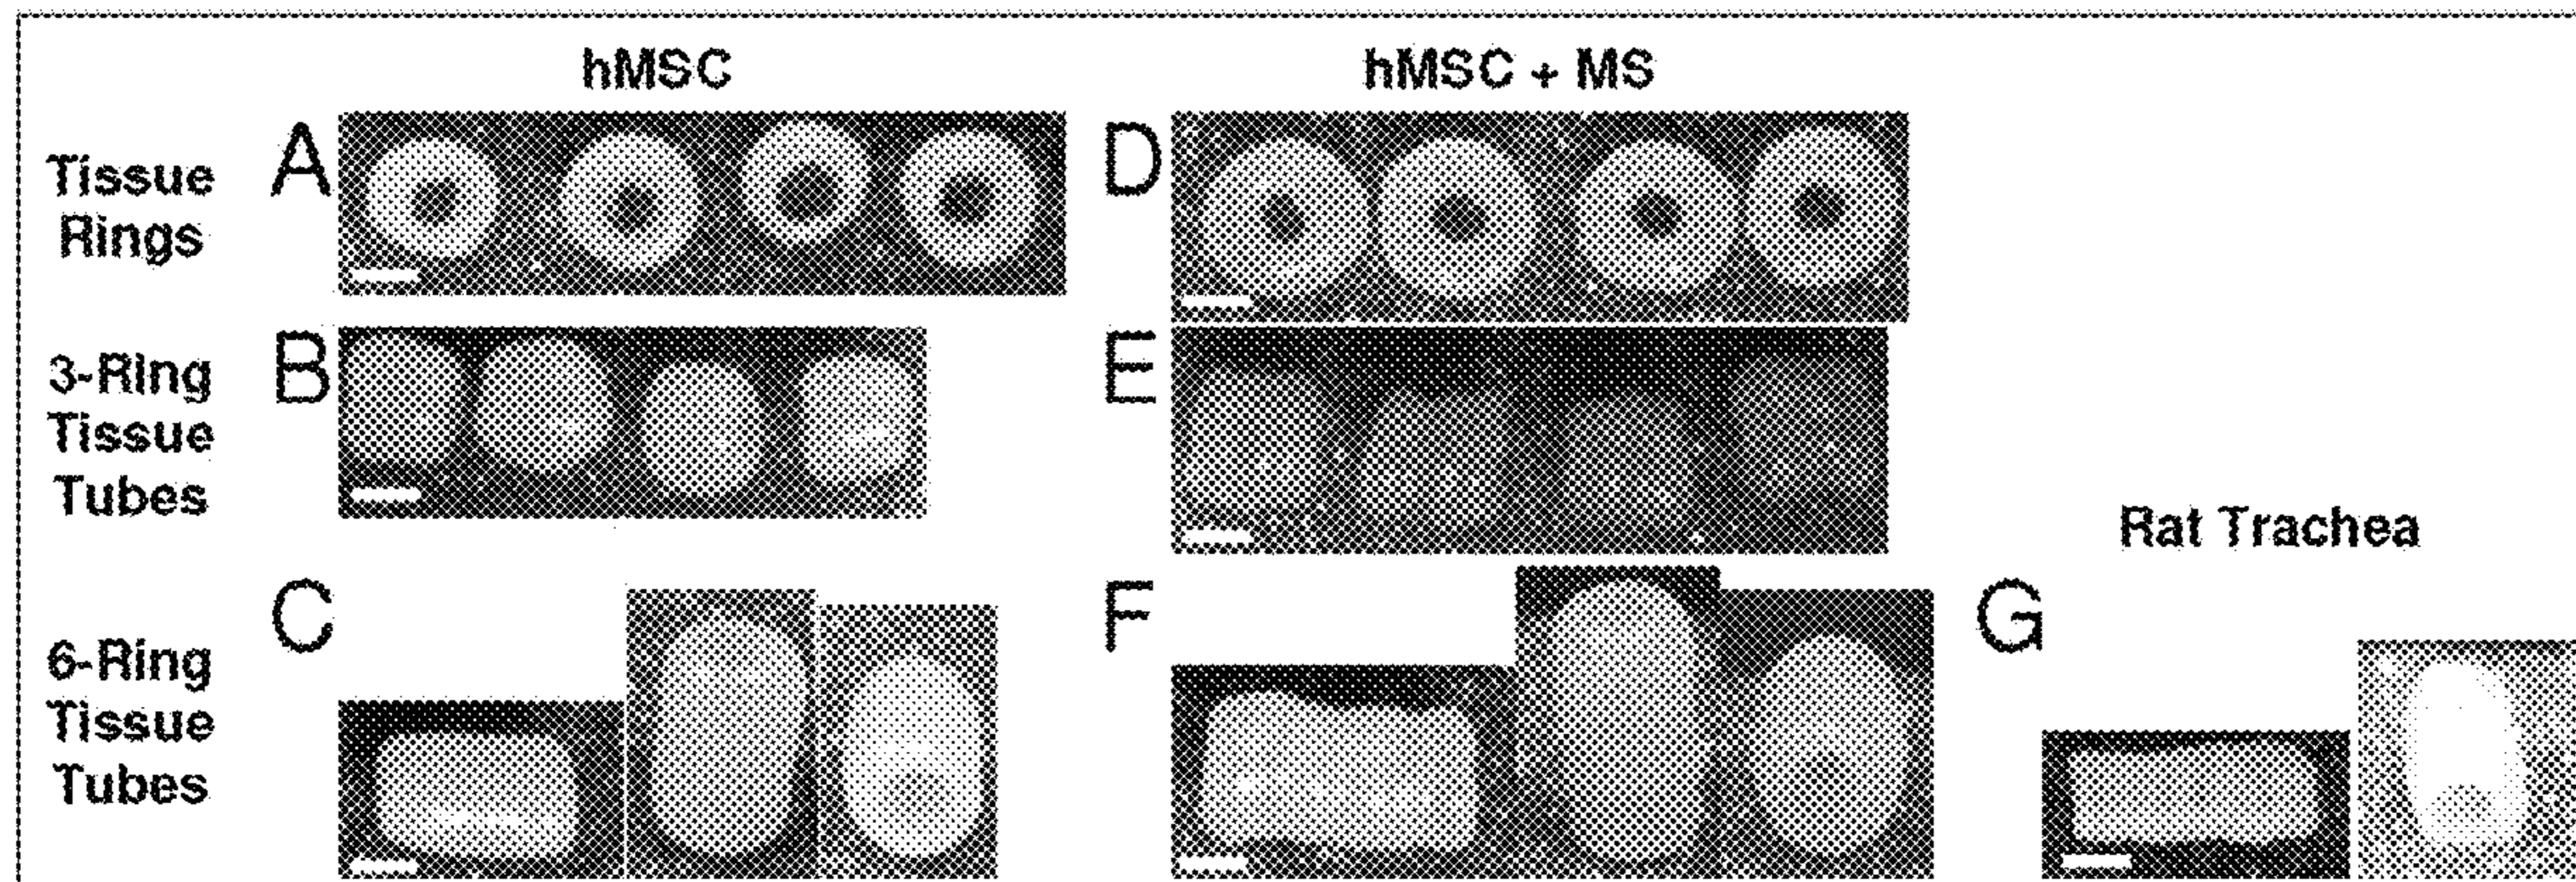 hMSC
hMSC + MS
Tissue
Rings
A
D
3-Ring
Tissue
Tubes
B
E
Rat Trachea
6-Ring
Tissue
Tubes
C
F
G